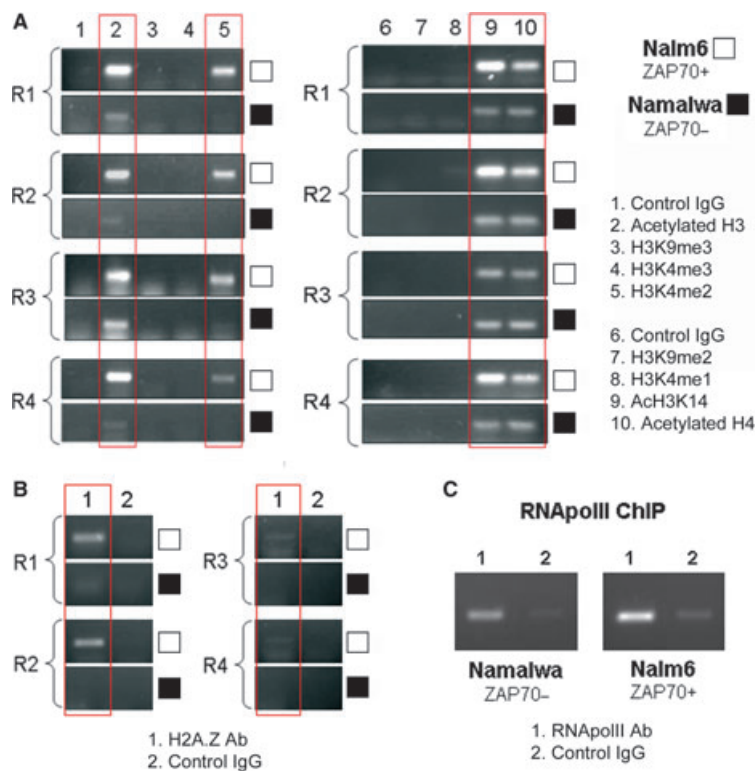 A
1 2 3 4 5
6 7 8 9 10
R1
R2
R3
R4
R1
R2
R3
R4
Nalm6
ZAP70+
Namalwa
ZAP70–
1. Control IgG
2. Acetylated H3
3. H3K9me3
4. H3K4me3
5. H3K4me2
6. Control IgG
7. H3K9me2
8. H3K4me1
9. AcH3K14
10. Acetylated H4
B
1 2
1 2
R1
R2
R3
R4
1. H2A.Z Ab
2. Control IgG
C
RNApolII ChIP
1 2
1 2
Namalwa
ZAP70–
Nalm6
ZAP70+
1. RNApolII Ab
2. Control IgG